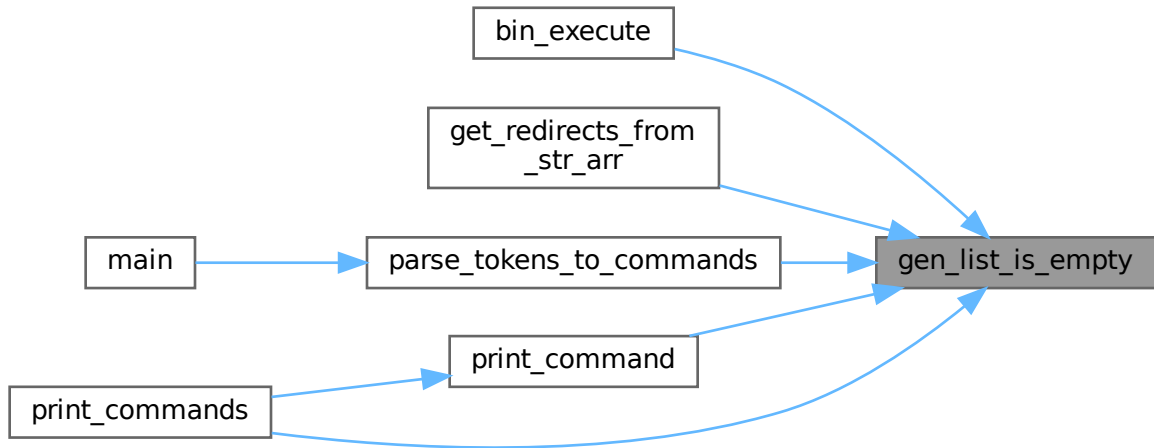 bin_execute
get_redirects_from
_str_arr
main
parse_tokens_to_commands
gen_list_is_empty
print_command
print_commands